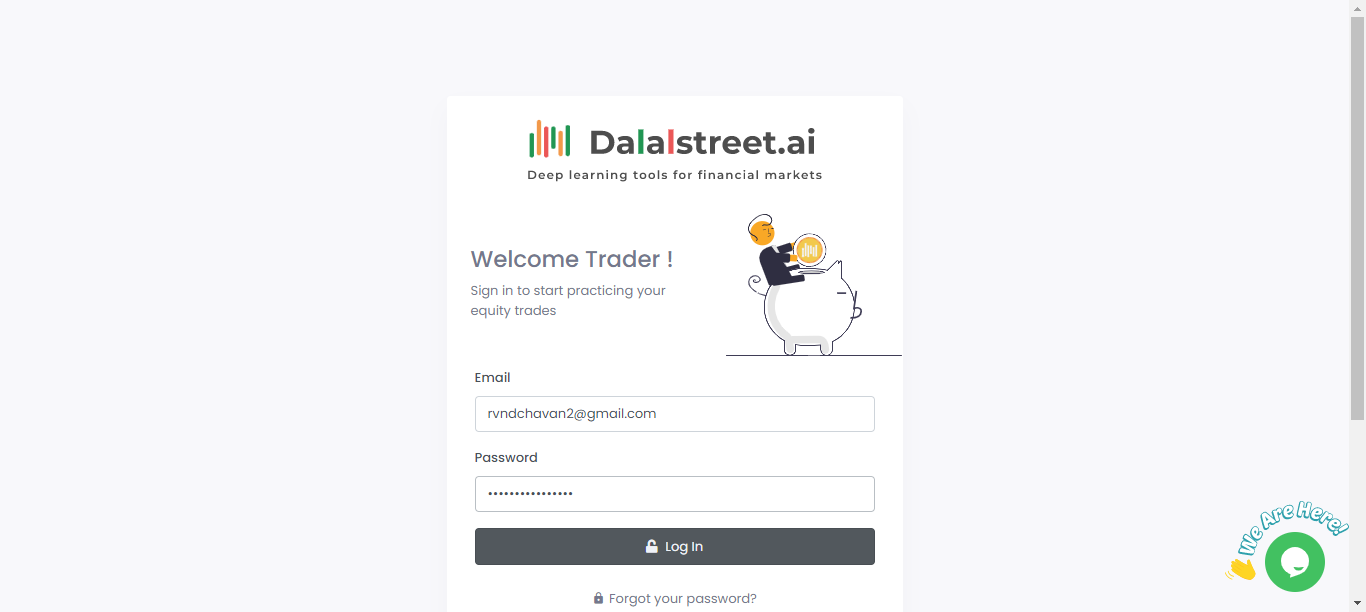 Dalalstreet.ai
Deep learning tools for financial markets
Welcome Trader !
Sign in to start practicing your
equity trades
Email
rvndchavan2@gmail.com
Password
••••••••••••••••
Log In
Forgot your password?
We Are Here!